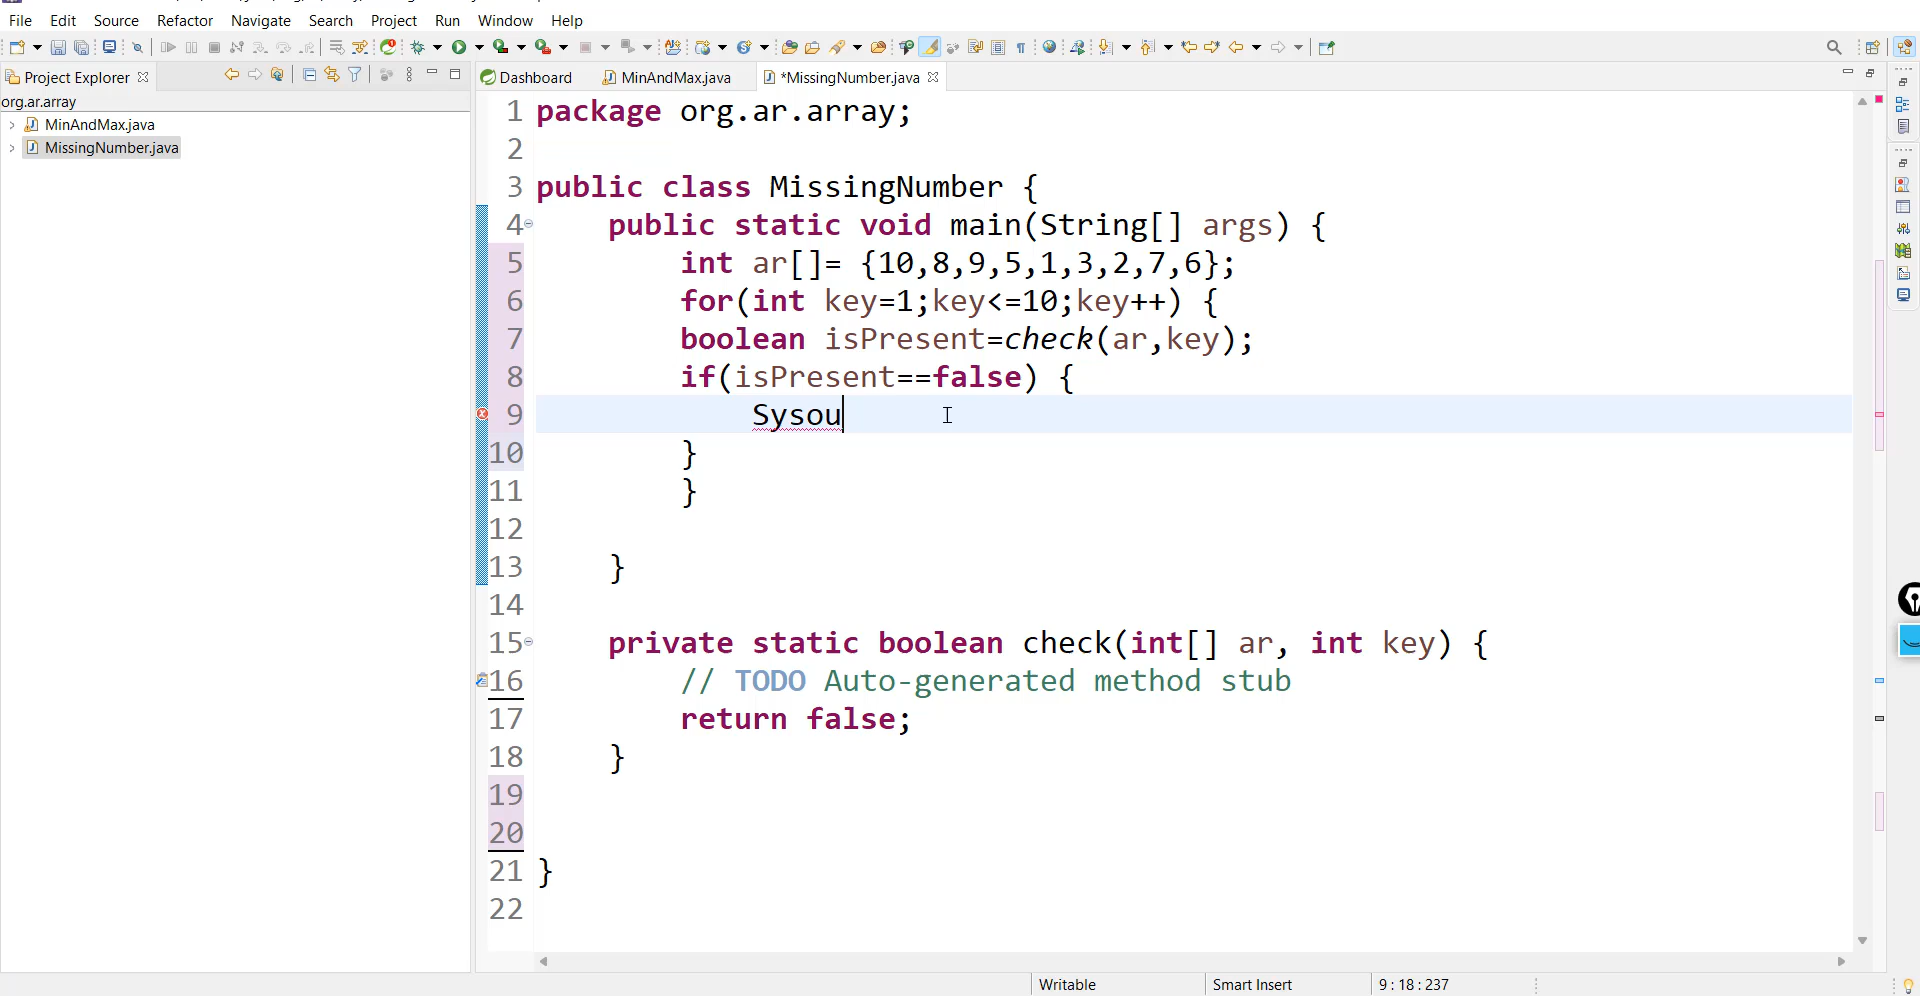 File Edit Source Refactor Navigate Search Project Run Window Help
Project Explorer
org.ar.array
MinAndMax.java
MissingNumber.java
Dashboard MinAndMax.java *MissingNumber.java
1 package org.ar.array;
2
3 public class MissingNumber {
4 public static void main(String[] args) {
5 int ar[]= {10,8,9,5,1,3,2,7,6};
6 for(int key=1;key<=10;key++) {
7 boolean isPresent=check(ar,key);
8 if(isPresent==false) {
9 Sysou
10 }
11 }
12
13 }
14
15 private static boolean check(int[] ar, int key) {
16 // TODO Auto-generated method stub
17 return false;
18 }
19
20
21 }
22
Writable Smart Insert 9 : 18 : 237